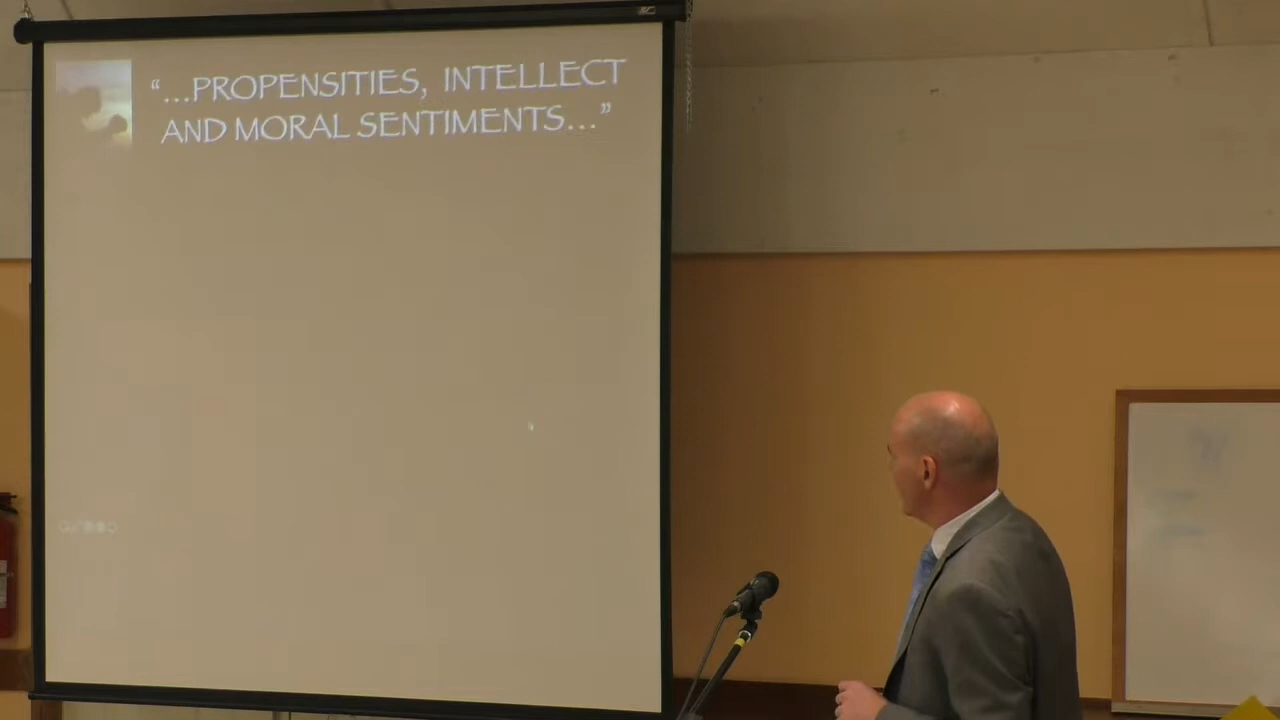 “...PROPENSITIES, INTELLECT
AND MORAL SENTIMENTS...”